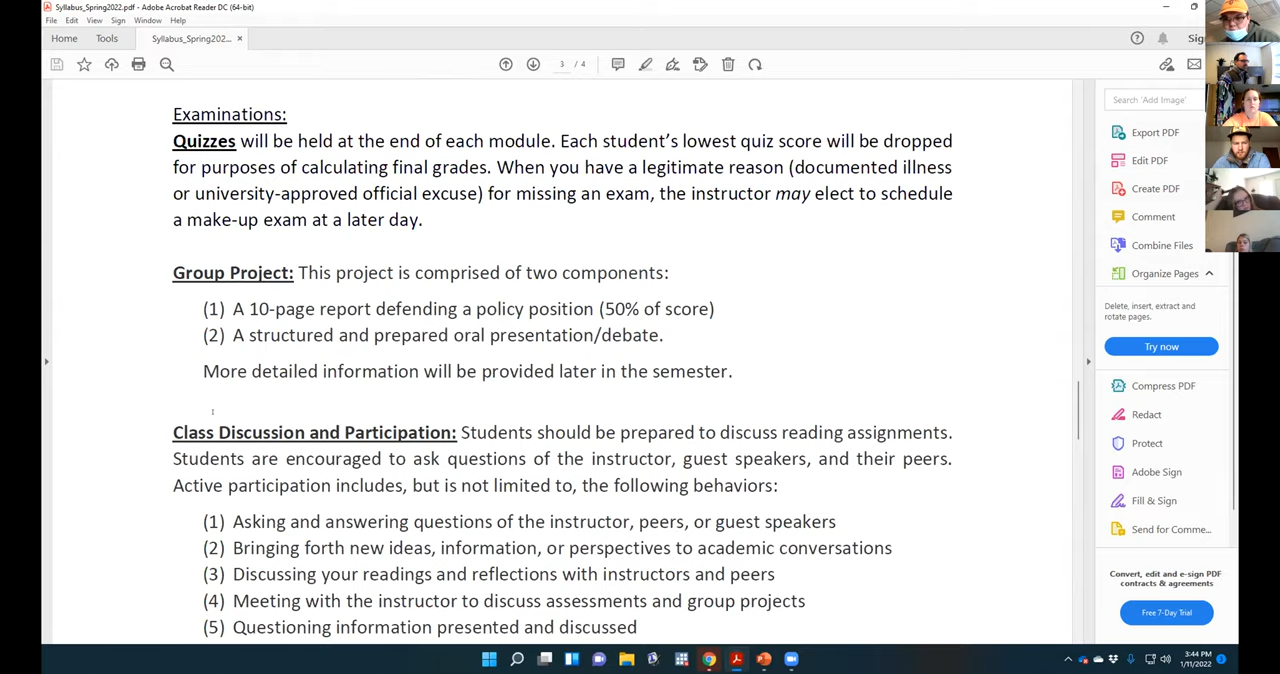 Syllabus_Spring2022.pdf - Adobe Acrobat Reader DC (64-bit)
File Edit View Sign Window Help
Home Tools Syllabus_Spring202... × Sig
3 / 4
Examinations:
Quizzes will be held at the end of each module. Each student's lowest quiz score will be dropped
for purposes of calculating final grades. When you have a legitimate reason (documented illness
or university-approved official excuse) for missing an exam, the instructor may elect to schedule
a make-up exam at a later day.
Group Project: This project is comprised of two components:
(1) A 10-page report defending a policy position (50% of score)
(2) A structured and prepared oral presentation/debate.
More detailed information will be provided later in the semester.
Class Discussion and Participation: Students should be prepared to discuss reading assignments.
Students are encouraged to ask questions of the instructor, guest speakers, and their peers.
Active participation includes, but is not limited to, the following behaviors:
(1) Asking and answering questions of the instructor, peers, or guest speakers
(2) Bringing forth new ideas, information, or perspectives to academic conversations
(3) Discussing your readings and reflections with instructors and peers
(4) Meeting with the instructor to discuss assessments and group projects
(5) Questioning information presented and discussed
Search 'Add Image'
Export PDF
Edit PDF
Create PDF
Comment
Combine Files
Organize Pages
Delete, insert, extract and
rotate pages.
Try now
Compress PDF
Redact
Protect
Adobe Sign
Fill & Sign
Send for Comme...
Convert, edit and e-sign PDF
contracts & agreements
Free 7-Day Trial
3:44 PM
1/11/2022